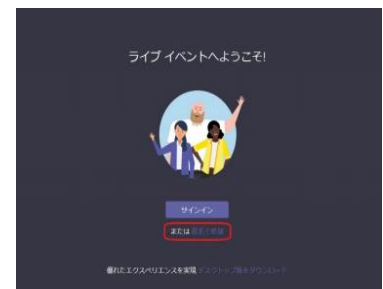 ライブ イベントへようこそ!
サインイン
または 匿名で参加
優れたエクスペリエンスを実現 デスクトップ版をダウンロード